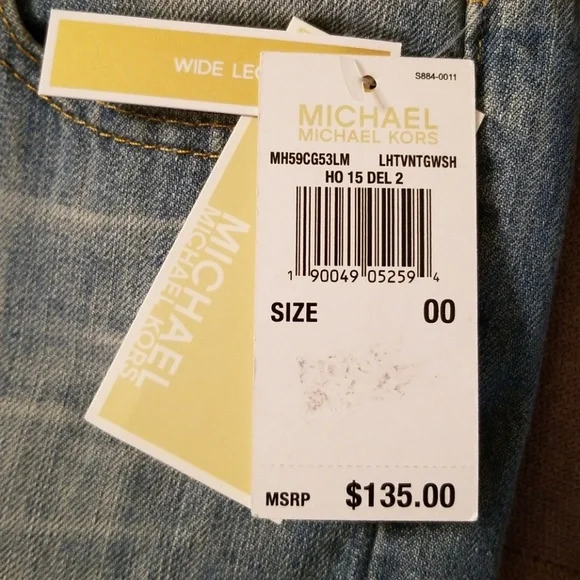 WIDE LEG
S884-0011
MICHAEL
MICHAEL KORS
MH59CG53LM LHTVNTGWSH
HO 15 DEL 2
1 90049 05259 4
SIZE 00
MSRP $135.00
MICHAEL
MICHAEL KORS